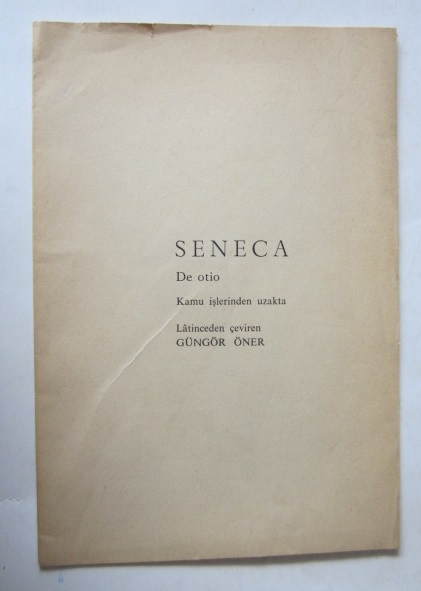 SENECA
De otio
Kamu işlerinden uzakta
Lâtinceden çeviren
GÜNGÖR ÖNER